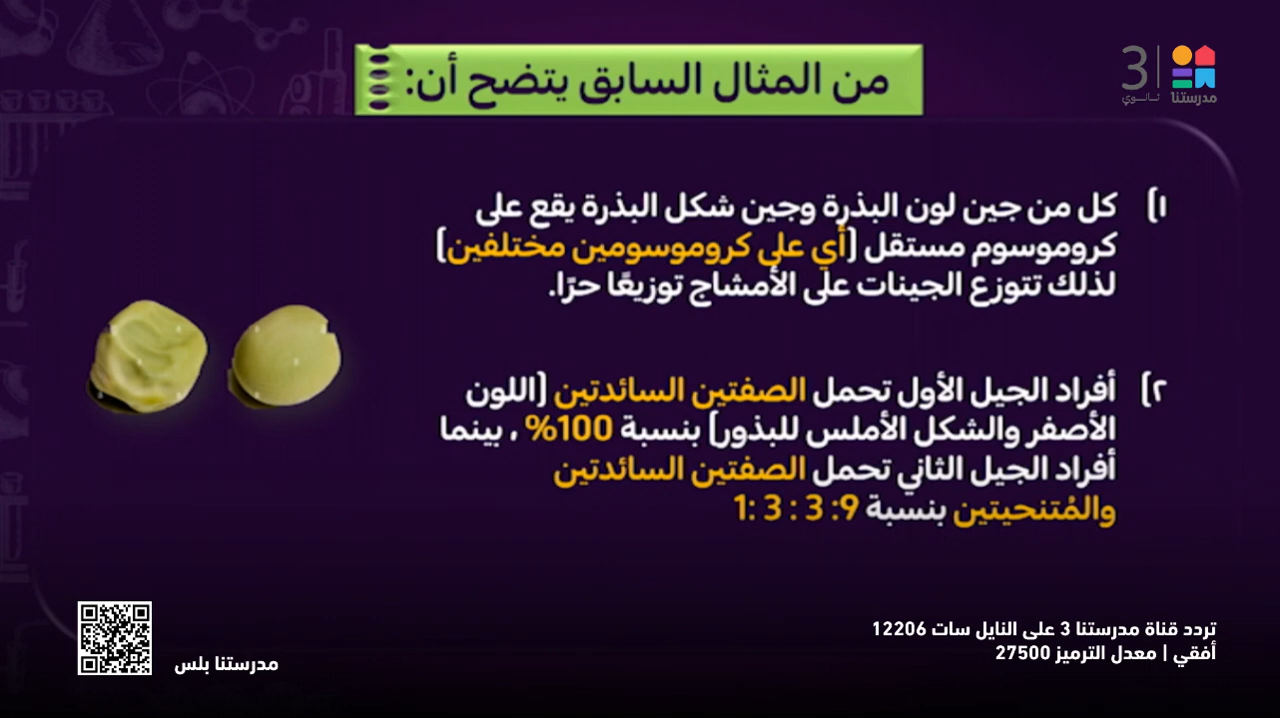 من المثال السابق يتضح أن:
3
ثانوي
مدرستنا
١) كل من جين لون البذرة وجين شكل البذرة يقع على
كروموسوم مستقل (أي على كروموسومين مختلفين)
لذلك تتوزع الجينات على الأمشاج توزيعًا حرًا.
٢) أفراد الجيل الأول تحمل الصفتين السائدتين (اللون
الأصفر والشكل الأملس للبذور) بنسبة 100% ، بينما
أفراد الجيل الثاني تحمل الصفتين السائدتين
والمُتنحيتين بنسبة 9: 3 : 3 :1
تردد قناة مدرستنا 3 على النايل سات 12206
أفقي | معدل الترميز 27500
مدرستنا بلس